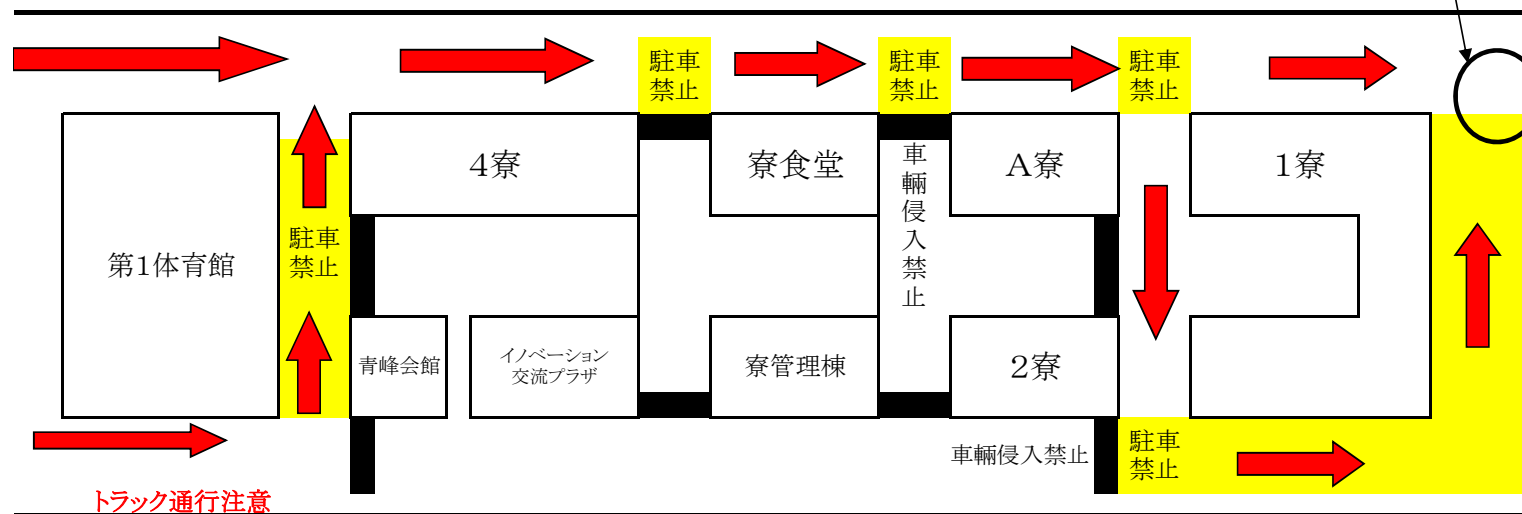 駐車
禁止
駐車
禁止
駐車
禁止
4寮
寮食堂
車輛侵入禁止
A寮
1寮
第1体育館
駐車
禁止
青峰会館
イノベーション
交流プラザ
寮管理棟
2寮
車輛侵入禁止
駐車
禁止
トラック通行注意